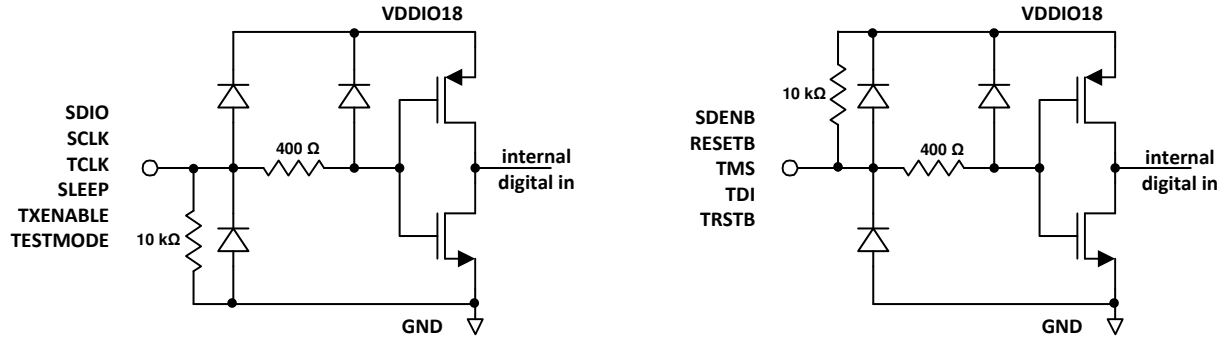 VDDIO18
SDIO
SCLK
TCLK
SLEEP
TXENABLE
TESTMODE
10 kΩ
400 Ω
internal
digital in
GND
VDDIO18
10 kΩ
SDENB
RESETB
TMS
TDI
TRSTB
400 Ω
internal
digital in
GND